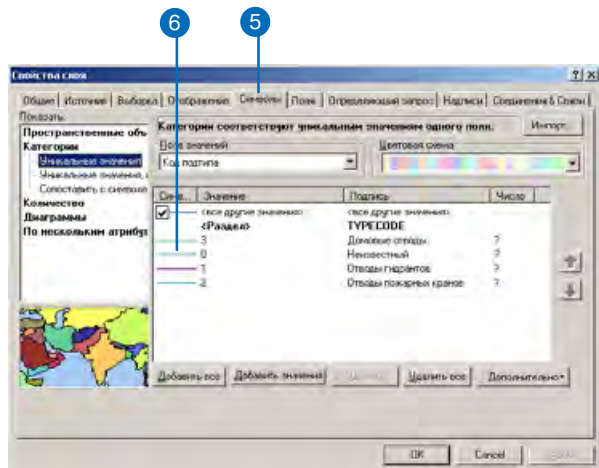 6 5
Свойства слоя
Общие Источник Выборка Отображение Символы Поля Определяющий запрос Надписи Соединения & Связи
Показать:
Пространственные объ
Категории
Уникальные значения
Уникальные значения,
Сопоставить с символа
Количество
Диаграммы
По нескольким атрибу
Категории соответствуют уникальным значениям одного поля.
Импорт...
Поле значений
Цветовая схема
Код подтипа
Симв... Значение Подпись Число
<все другие значения> <все другие значения>
<Раздел> TYPECODE
3 Домовые отводы ?
0 Неизвестный ?
1 Отводы гидрантов ?
2 Отводы пожарных кранов ?
Добавить все Добавить значения Удалить все Дополнительно
OK Cancel